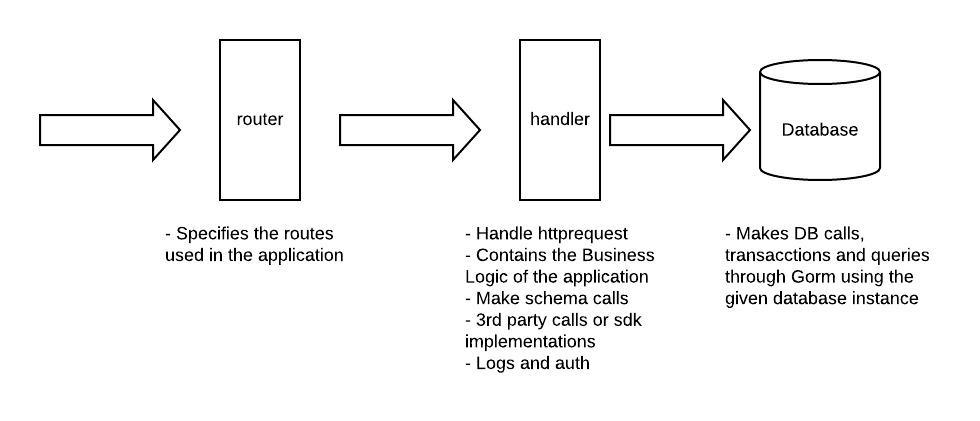 router
handler
Database
- Specifies the routes
used in the application
- Handle httprequest
- Contains the Business
Logic of the application
- Make schema calls
- 3rd party calls or sdk
implementations
- Logs and auth
- Makes DB calls,
transacctions and queries
through Gorm using the
given database instance